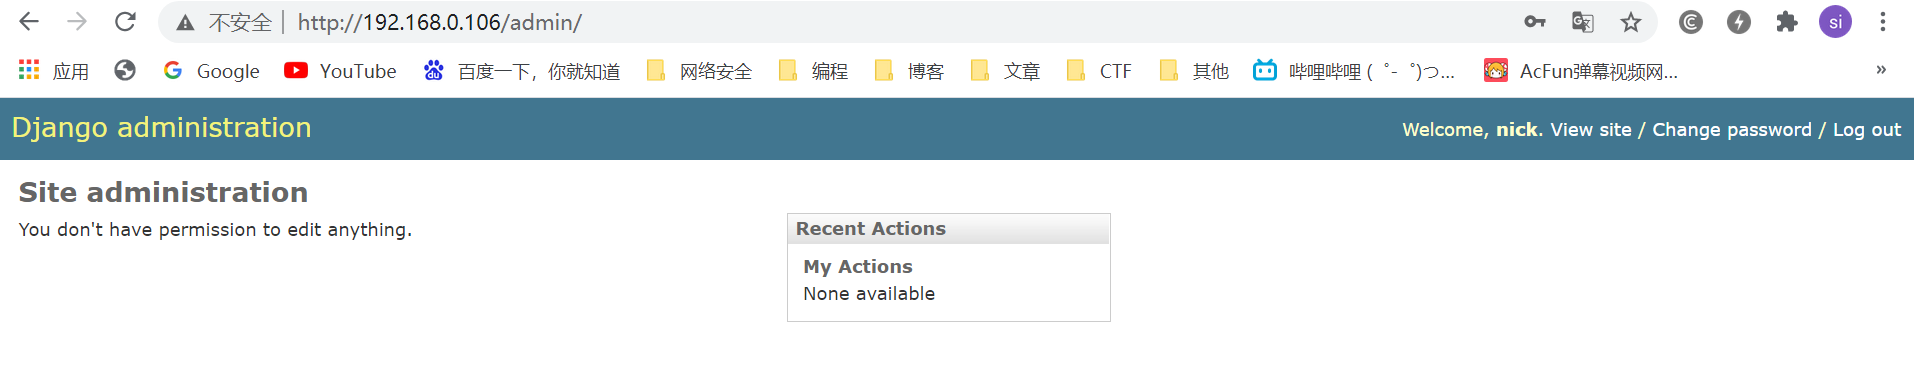 不安全 | http://192.168.0.106/admin/
si
应用 Google YouTube 百度一下，你就知道 网络安全 编程 博客 文章 CTF 其他 哔哩哔哩 (゜-゜)つ... AcFun弹幕视频网... »
Django administration
Welcome, nick. View site / Change password / Log out
Site administration
You don't have permission to edit anything.
Recent Actions
My Actions
None available